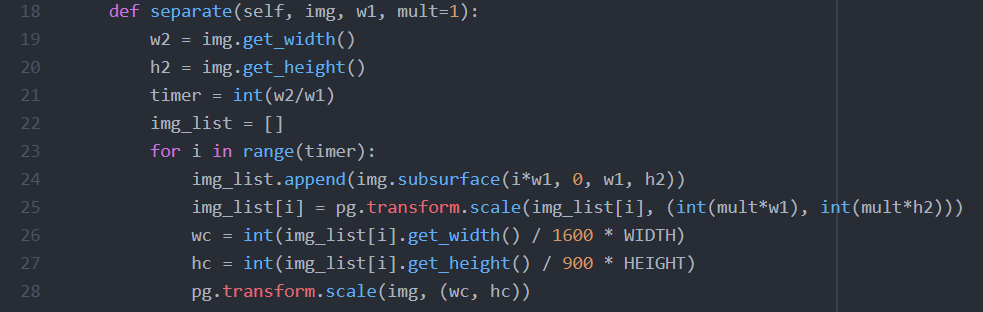 18 def separate(self, img, w1, mult=1):
19 w2 = img.get_width()
20 h2 = img.get_height()
21 timer = int(w2/w1)
22 img_list = []
23 for i in range(timer):
24 img_list.append(img.subsurface(i*w1, 0, w1, h2))
25 img_list[i] = pg.transform.scale(img_list[i], (int(mult*w1), int(mult*h2)))
26 wc = int(img_list[i].get_width() / 1600 * WIDTH)
27 hc = int(img_list[i].get_height() / 900 * HEIGHT)
28 pg.transform.scale(img, (wc, hc))